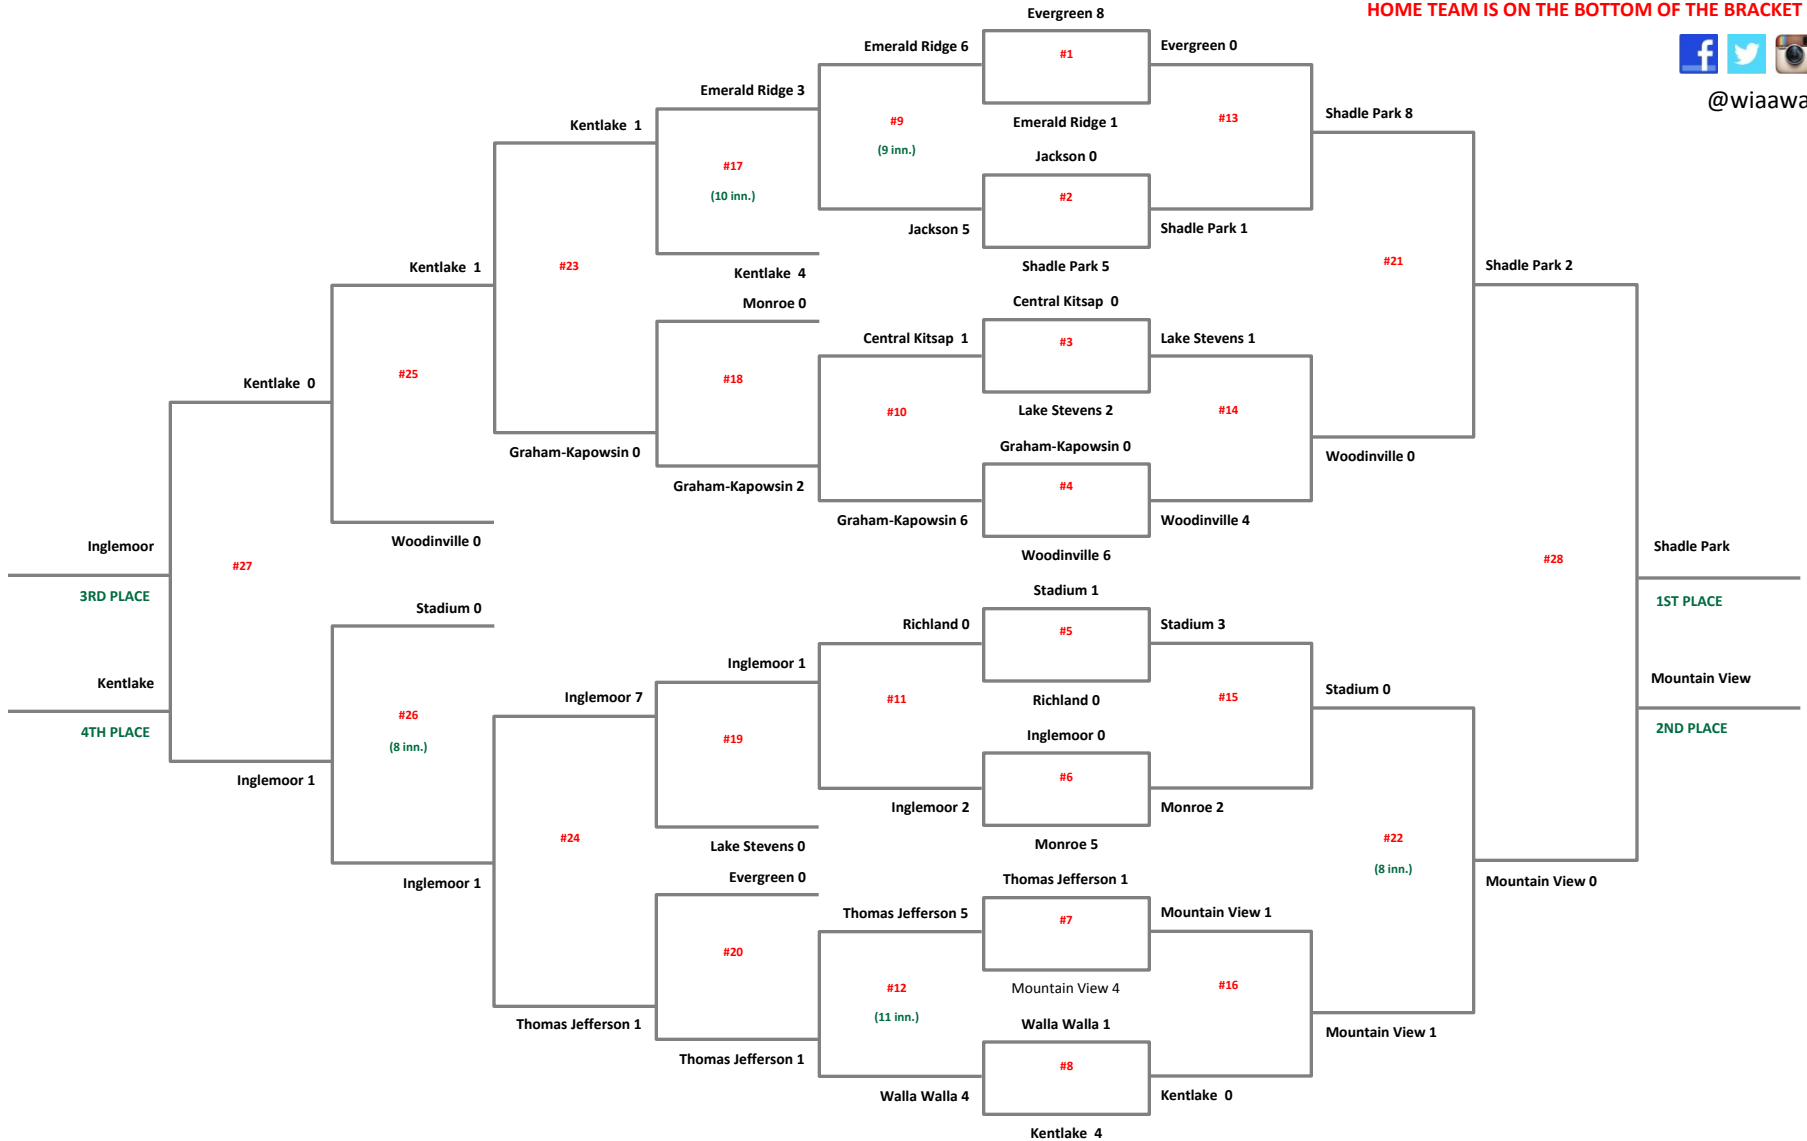 Evergreen 8
HOME TEAM IS ON THE BOTTOM OF THE BRACKET
Emerald Ridge 6
#1
Evergreen 0
Emerald Ridge 3
@wiaawa
Kentlake 1
#9
Emerald Ridge 1
#13
Shadle Park 8
(9 inn.)
Jackson 0
#17
(10 inn.)
#2
Jackson 5
Shadle Park 1
Kentlake 1
#23
Kentlake 4
Shadle Park 5
#21
Shadle Park 2
Monroe 0
Central Kitsap 0
Central Kitsap 1
#3
Lake Stevens 1
Kentlake 0
#25
#18
#10
Lake Stevens 2
#14
Graham-Kapowsin 0
Graham-Kapowsin 0
Woodinville 0
Graham-Kapowsin 2
#4
Graham-Kapowsin 6
Woodinville 4
Inglemoor
Woodinville 0
Woodinville 6
Shadle Park
#27
#28
3RD PLACE
Stadium 0
Stadium 1
1ST PLACE
Richland 0
#5
Stadium 3
Kentlake
Inglemoor 1
Mountain View
Inglemoor 7
#11
Richland 0
#15
Stadium 0
4TH PLACE
#26
(8 inn.)
#19
Inglemoor 0
2ND PLACE
Inglemoor 1
#6
Inglemoor 2
Monroe 2
#24
Lake Stevens 0
Monroe 5
#22
(8 inn.)
Inglemoor 1
Evergreen 0
Thomas Jefferson 1
Mountain View 0
Thomas Jefferson 5
#7
Mountain View 1
#20
#12
Mountain View 4
#16
(11 inn.)
Thomas Jefferson 1
Walla Walla 1
Mountain View 1
Thomas Jefferson 1
#8
Walla Walla 4
Kentlake 0
Kentlake 4